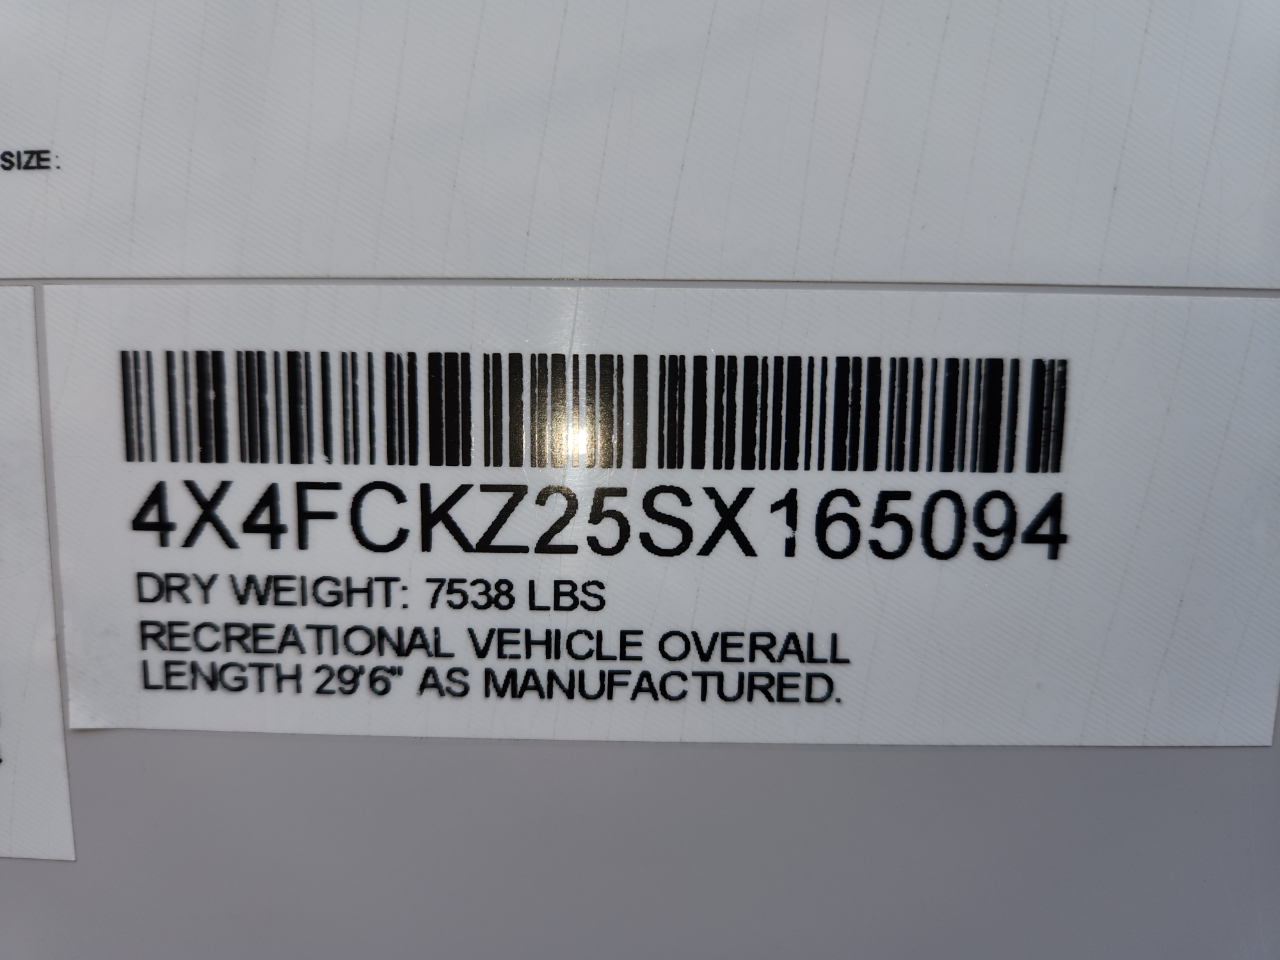 SIZE:
4X4FCKZ25SX165094
DRY WEIGHT: 7538 LBS
RECREATIONAL VEHICLE OVERALL
LENGTH 29'6" AS MANUFACTURED.